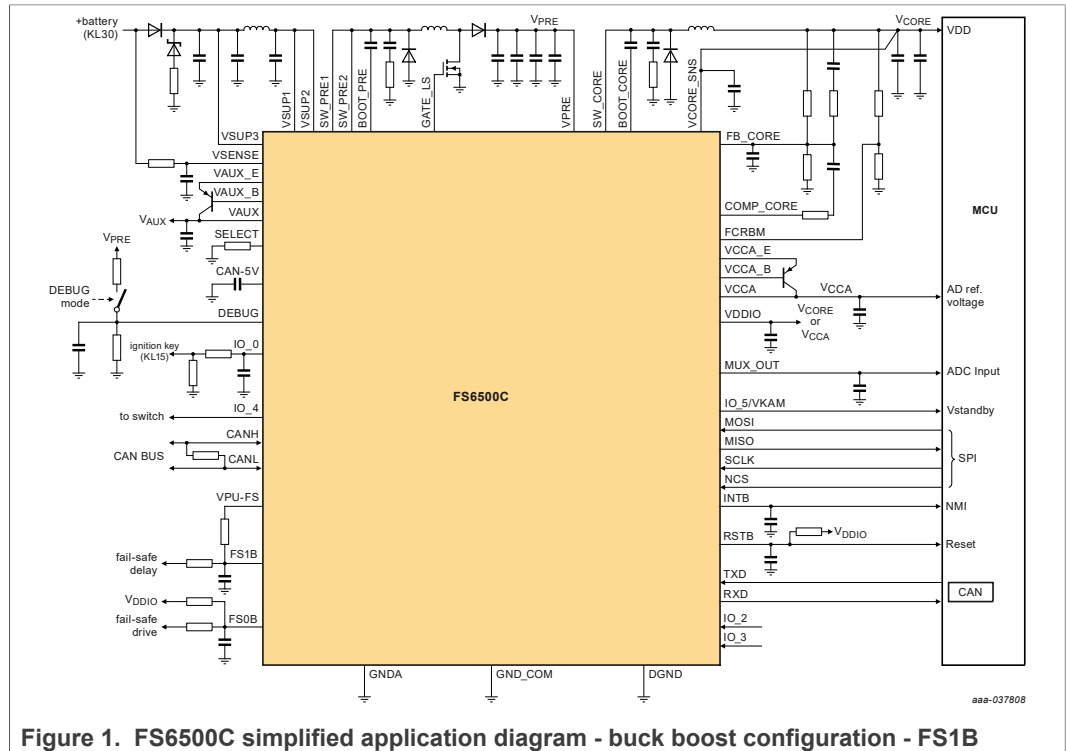 +battery
(KL30)
VPRE
VCORE
VDD
VSUP1
VSUP2
SW_PRE1
SW_PRE2
BOOT_PRE
GATE_LS
VPRE
SW_CORE
BOOT_CORE
VCORE_SNS
VSUP3
VSENSE
VAUX_E
VAUX_B
VAUX
VAUX
SELECT
VPRE
CAN-5V
DEBUG
mode
DEBUG
ignition key
(KL15)
IO_0
to switch
IO_4
CANH
CAN BUS
CANL
VPU-FS
fail-safe
delay
FS1B
VDDIO
fail-safe
drive
FS0B
FS6500C
FB_CORE
COMP_CORE
FCRBM
VCCA_E
VCCA_B
VCCA
VCCA
VDDIO
VCORE
or
VCCA
MUX_OUT
IO_5/VKAM
MOSI
MISO
SCLK
NCS
INTB
RSTB
VDDIO
TXD
RXD
IO_2
IO_3
MCU
AD ref.
voltage
ADC Input
Vstandby
SPI
NMI
Reset
CAN
GNDA
GND_COM
DGND
aaa-037808
Figure 1. FS6500C simplified application diagram - buck boost configuration - FS1B